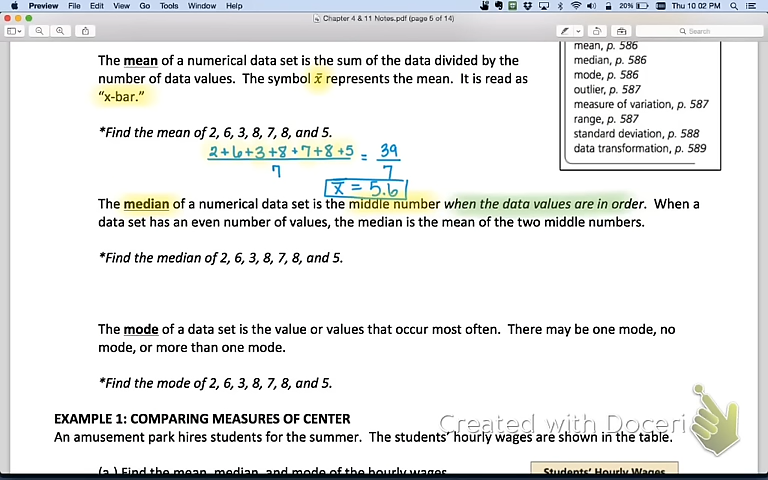 Preview File Edit View Go Tools Window Help
20% Thu 10 02 PM
Chapter 4 & 11 Notes.pdf (page 5 of 14)
Search
mean, p. 586
median, p. 586
mode, p. 586
outlier, p. 587
measure of variation, p. 587
range, p. 587
standard deviation, p. 588
data transformation, p. 589
The mean of a numerical data set is the sum of the data divided by the
number of data values. The symbol x̄ represents the mean. It is read as
“x-bar.”
*Find the mean of 2, 6, 3, 8, 7, 8, and 5.
2+6+3+8+7+8+5 = 39
7 7
x̄ = 5.6
The median of a numerical data set is the middle number when the data values are in order. When a
data set has an even number of values, the median is the mean of the two middle numbers.
*Find the median of 2, 6, 3, 8, 7, 8, and 5.
The mode of a data set is the value or values that occur most often. There may be one mode, no
mode, or more than one mode.
*Find the mode of 2, 6, 3, 8, 7, 8, and 5.
EXAMPLE 1: COMPARING MEASURES OF CENTER
An amusement park hires students for the summer. The students’ hourly wages are shown in the table.
Created with Doceri
(a.) Find the mean, median, and mode of the hourly wages
Students’ Hourly Wages